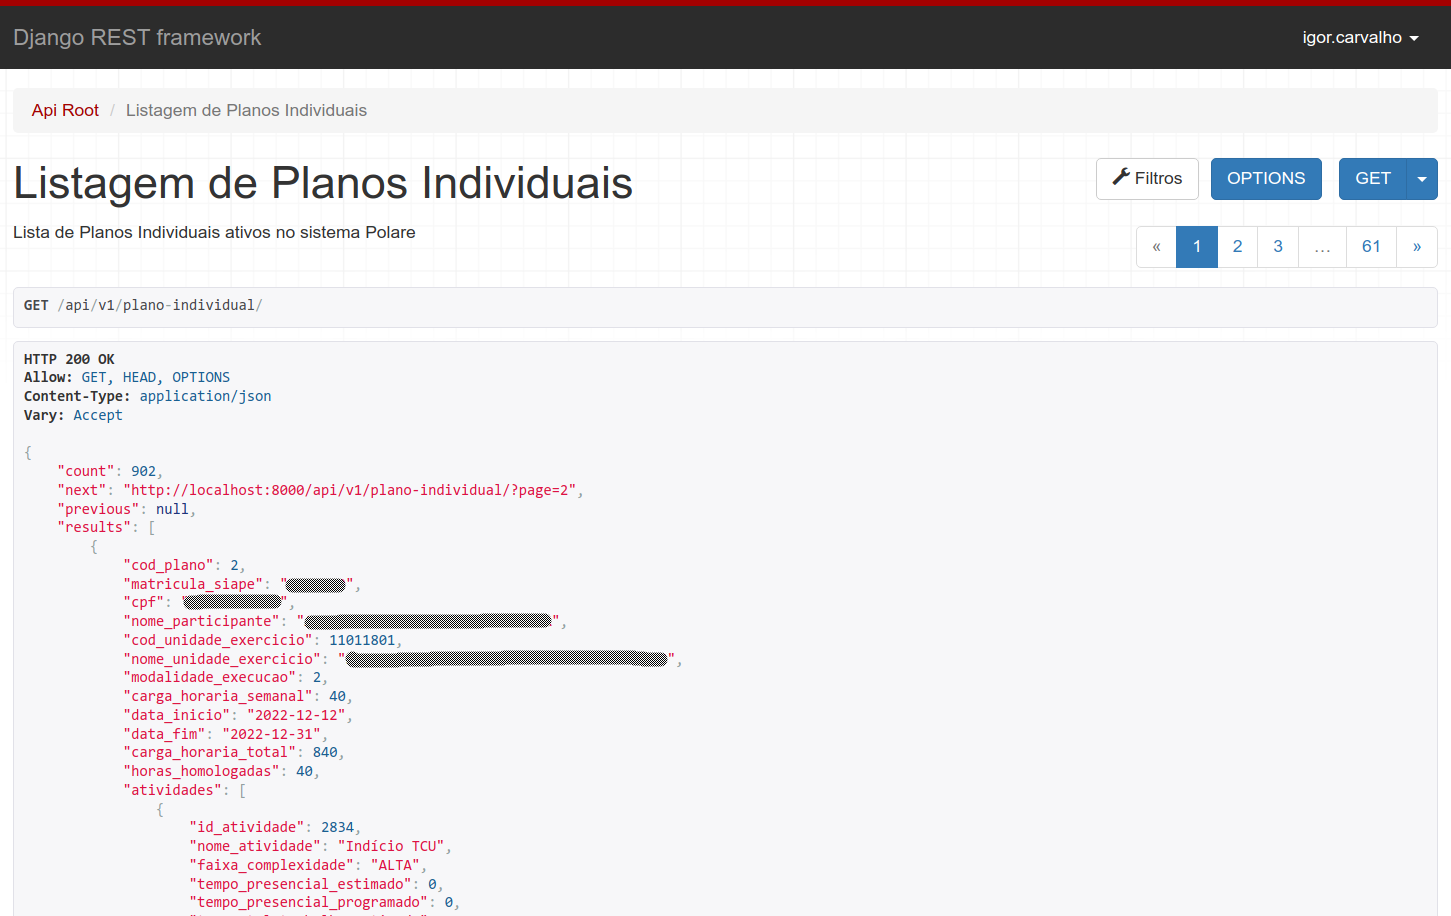 Django REST framework
igor.carvalho
Api Root / Listagem de Planos Individuais
Listagem de Planos Individuais
Filtros
OPTIONS
GET
Lista de Planos Individuais ativos no sistema Polare
« 1 2 3 … 61 »
GET /api/v1/plano-individual/
HTTP 200 OK
Allow: GET, HEAD, OPTIONS
Content-Type: application/json
Vary: Accept
{
"count": 902,
"next": "http://localhost:8000/api/v1/plano-individual/?page=2",
"previous": null,
"results": [
{
"cod_plano": 2,
"matricula_siape": "",
"cpf": "",
"nome_participante": "",
"cod_unidade_exercicio": 11011801,
"nome_unidade_exercicio": "",
"modalidade_execucao": 2,
"carga_horaria_semanal": 40,
"data_inicio": "2022-12-12",
"data_fim": "2022-12-31",
"carga_horaria_total": 840,
"horas_homologadas": 40,
"atividades": [
{
"id_atividade": 2834,
"nome_atividade": "Indício TCU",
"faixa_complexidade": "ALTA",
"tempo_presencial_estimado": 0,
"tempo_presencial_programado": 0,